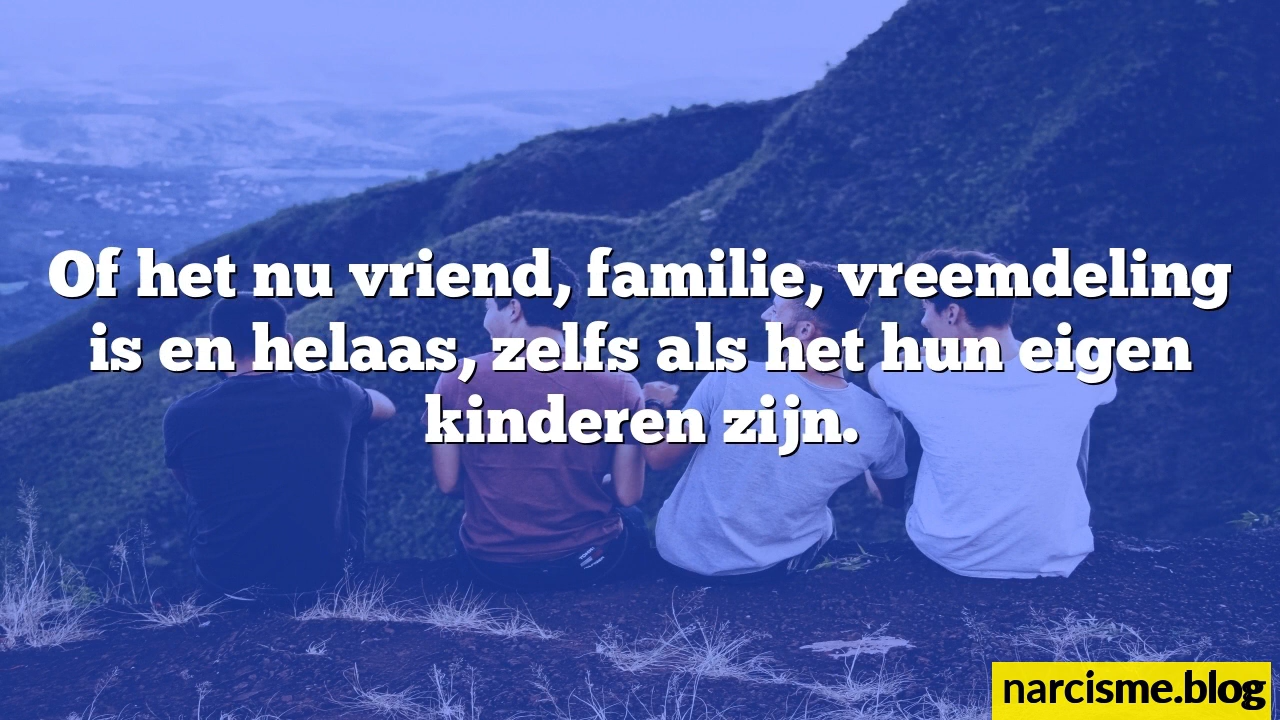 Of het nu vriend, familie, vreemdeling
is en helaas, zelfs als het hun eigen
kinderen zijn.
narcisme.blog